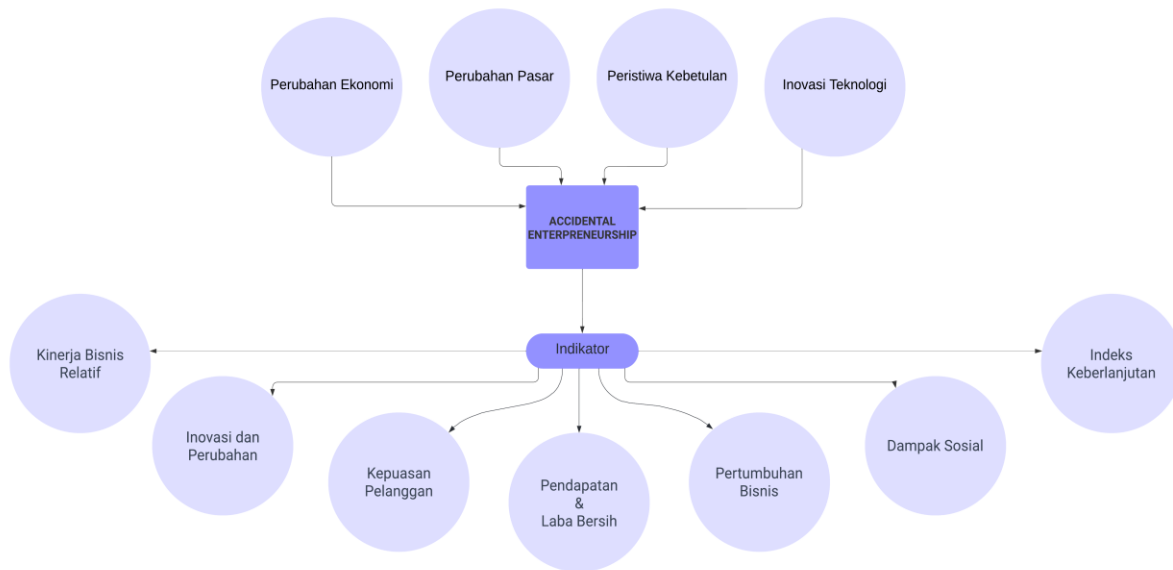 Perubahan Ekonomi
Perubahan Pasar
Peristiwa Kebetulan
Inovasi Teknologi
ACCIDENTAL
ENTERPRENEURSHIP
Indikator
Kinerja Bisnis
Relatif
Inovasi dan
Perubahan
Kepuasan
Pelanggan
Pendapatan
&
Laba Bersih
Pertumbuhan
Bisnis
Dampak Sosial
Indeks
Keberlanjutan